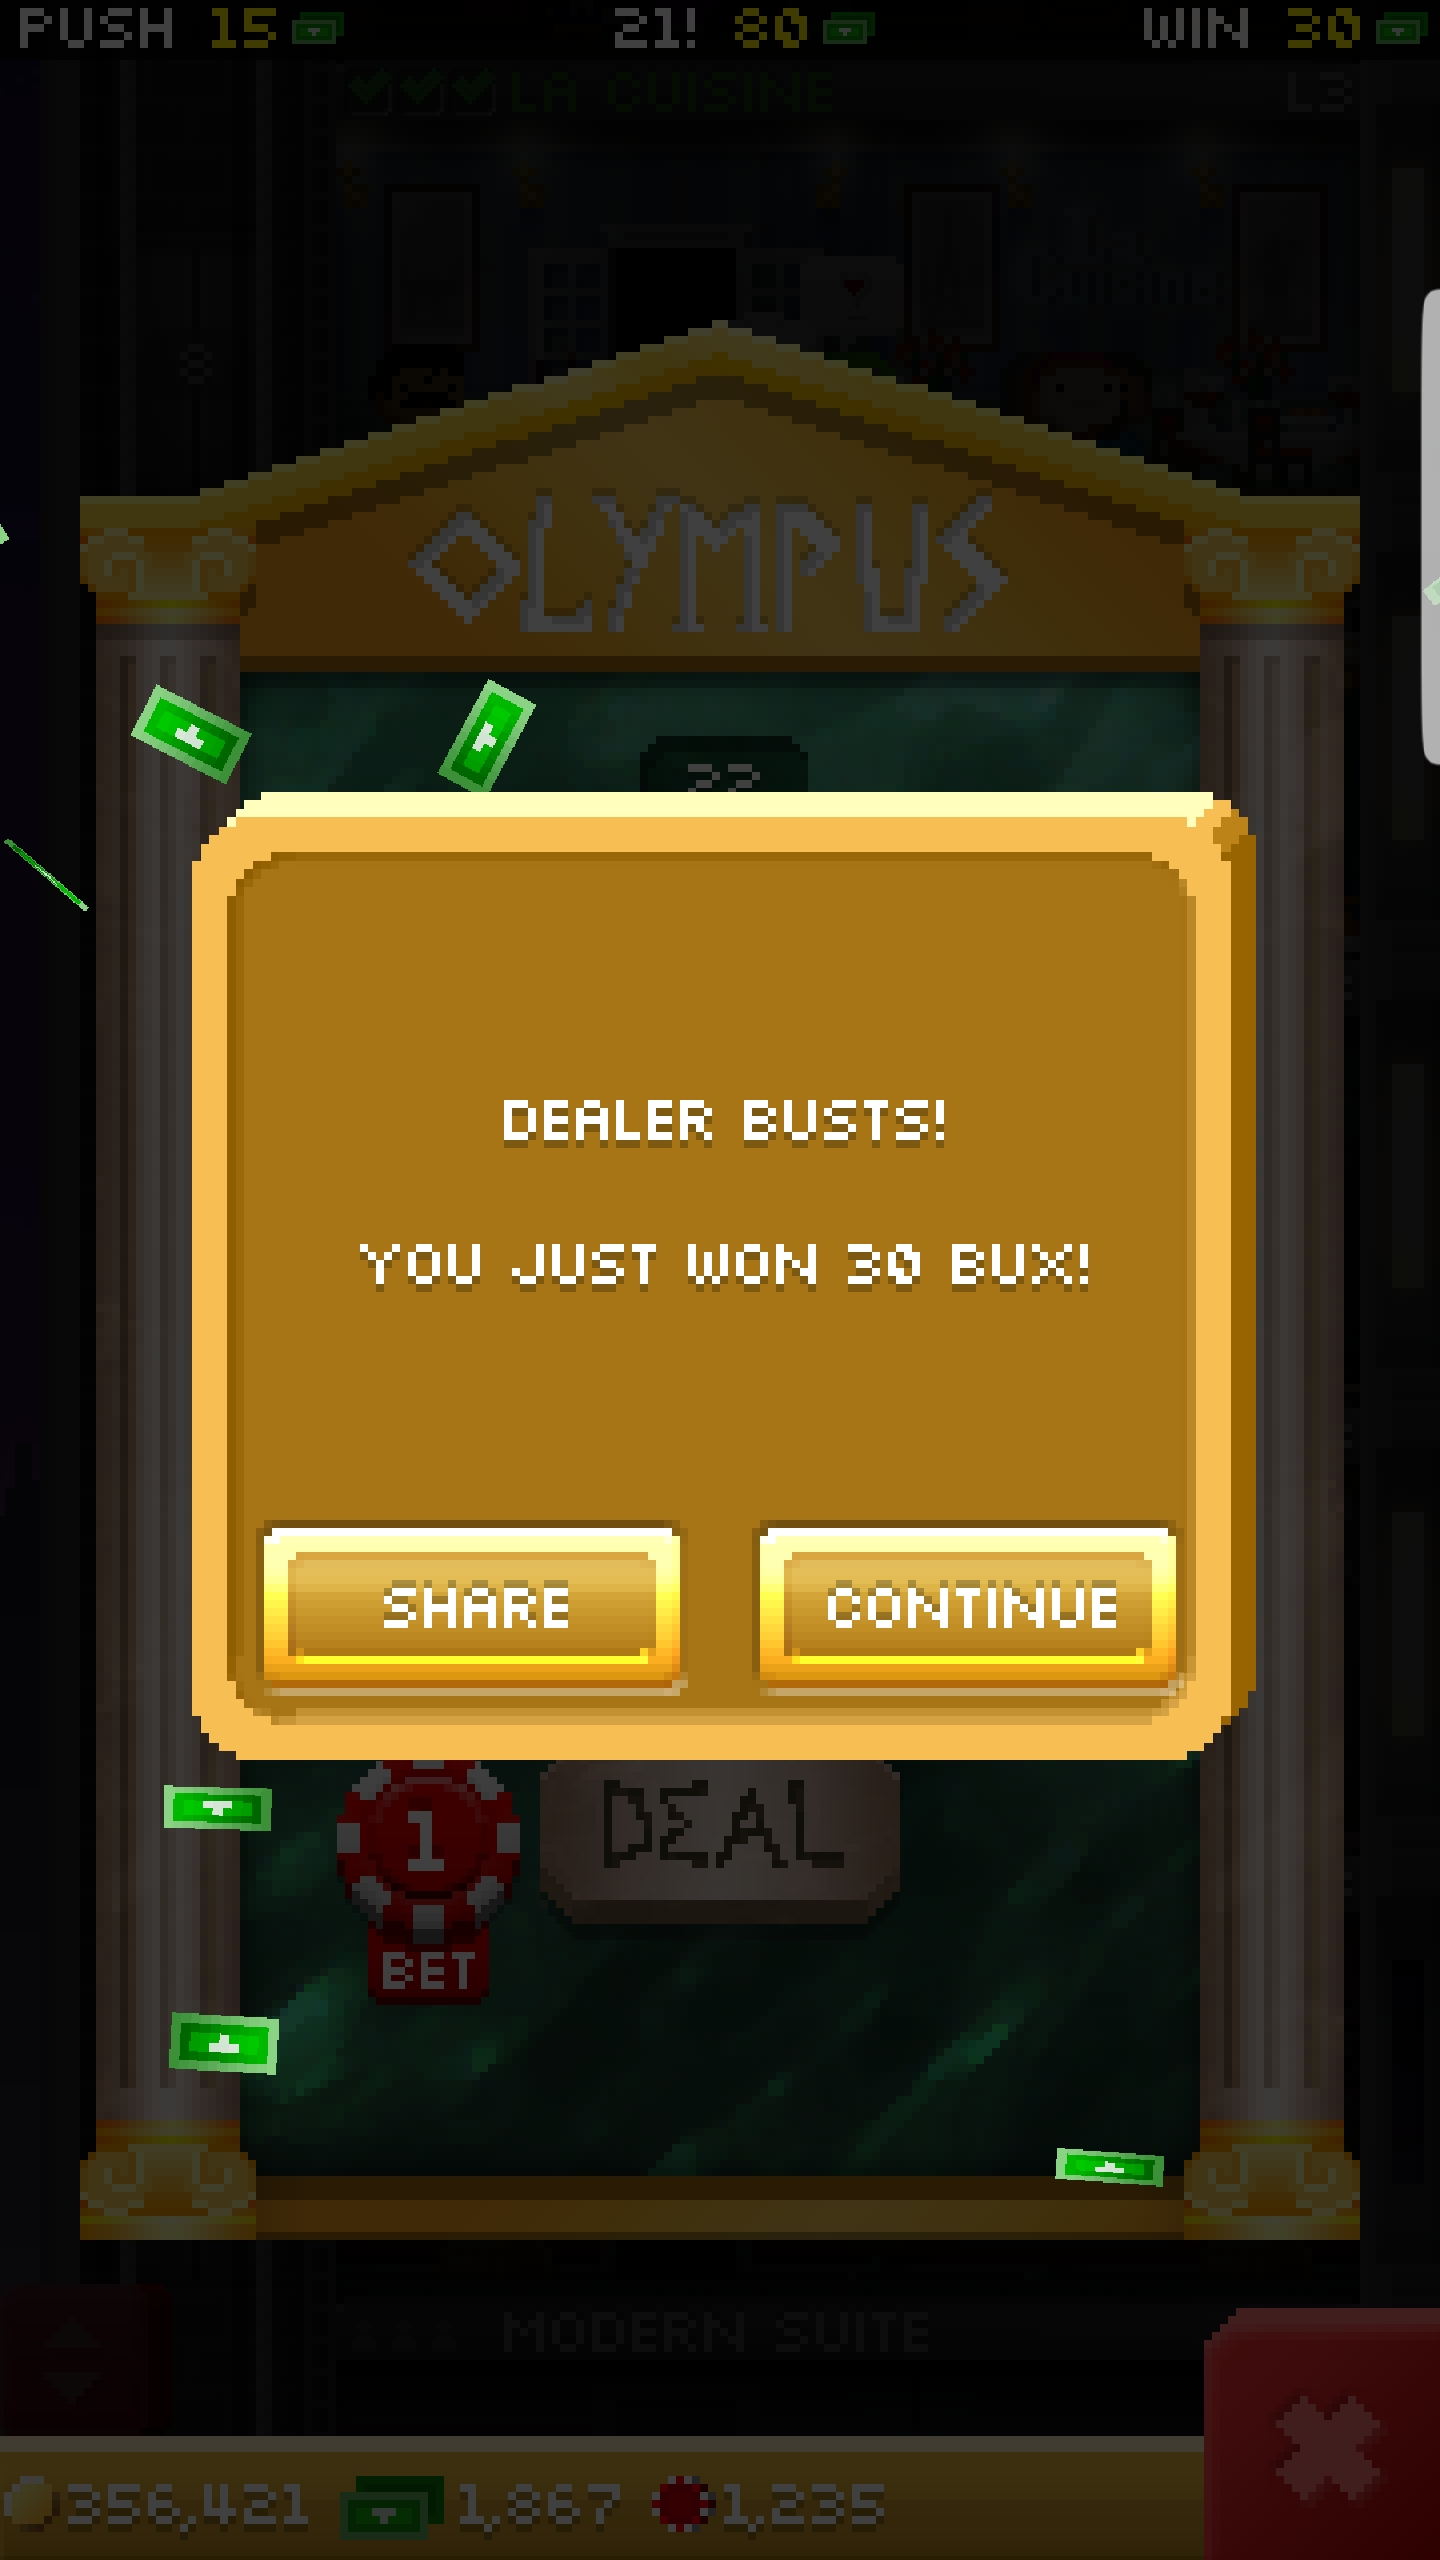 PUSH 15 21! 80 WIN 30
LA CUISINE L3
8
OLYMPUS
22
DEALER BUSTS!
YOU JUST WON 30 BUX!
SHARE CONTINUE
1 DEAL
BET
MODERN SUITE
356,421 1,867 1,235